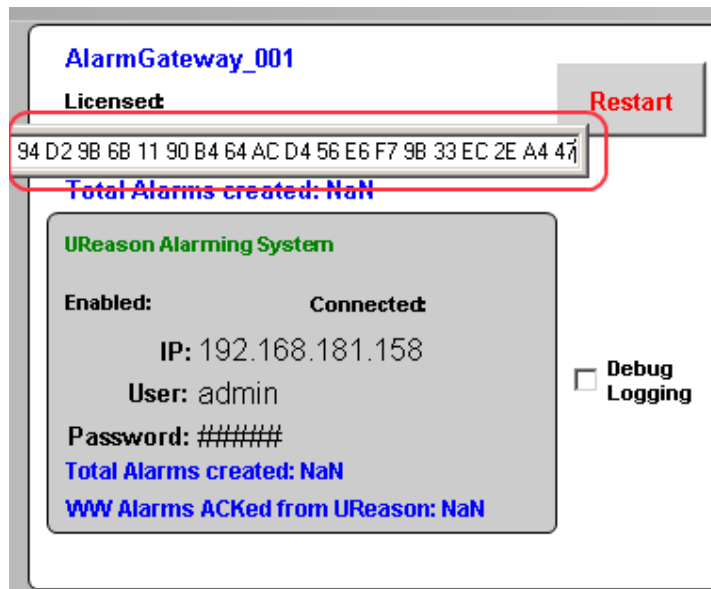 AlarmGateway_001
Licensed:
Restart
94 D2 9B 6B 11 90 B4 64 AC D4 56 E6 F7 9B 33 EC 2E A4 47
Total Alarms created: NaN
UReason Alarming System
Enabled: Connected:
IP: 192.168.181.158
User: admin
Debug
Logging
Password: #####
Total Alarms created: NaN
WW Alarms ACKed from UReason: NaN